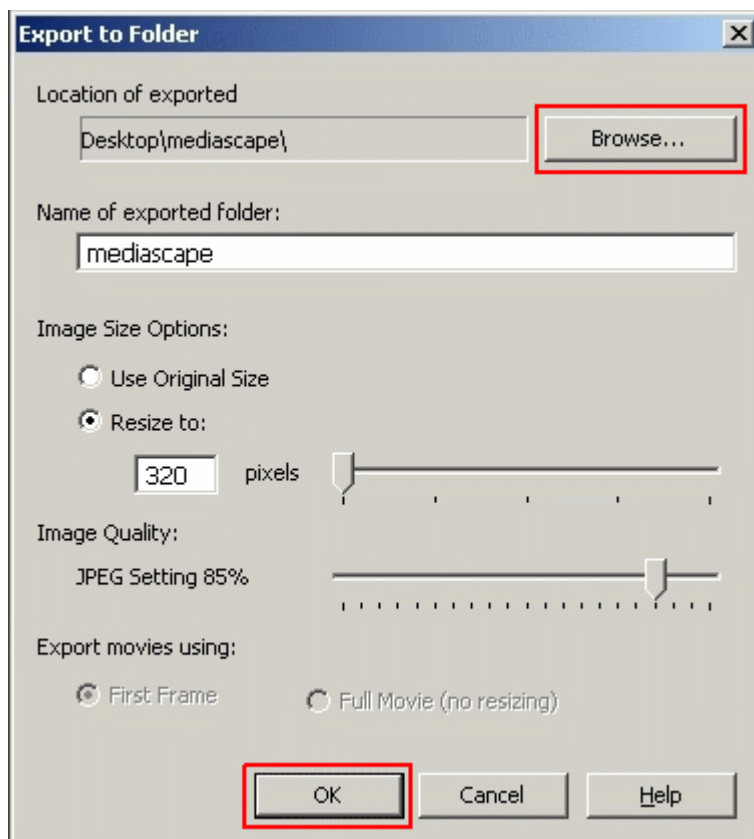 Export to Folder
Location of exported
Desktop\mediascape\
Browse...
Name of exported folder:
mediascape
Image Size Options:
Use Original Size
Resize to:
320 pixels
Image Quality:
JPEG Setting 85%
Export movies using:
First Frame Full Movie (no resizing)
OK Cancel Help